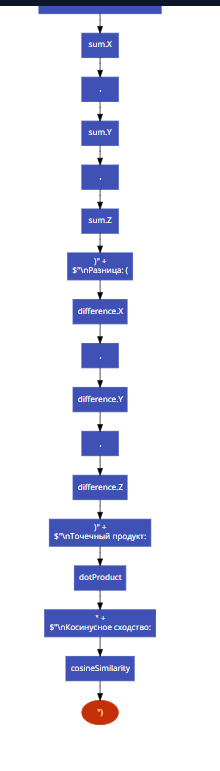 sum.X
,
sum.Y
,
sum.Z
)" +
$"\nРазница: (
difference.X
,
difference.Y
,
difference.Z
)" +
$"\nТочечный продукт:
dotProduct
" +
$"\nКосинусное сходство:
cosineSimilarity
")